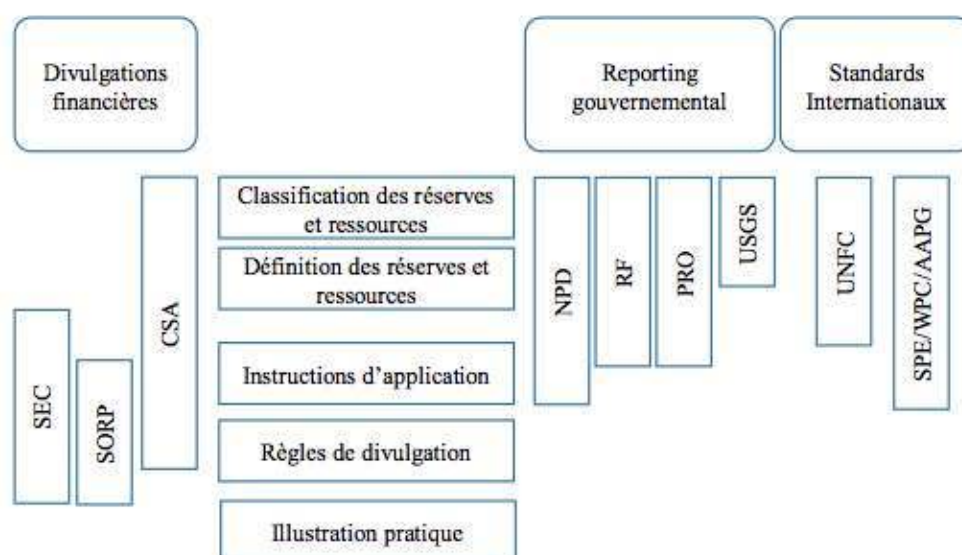 Divulgations
financières
Reporting
gouvernemental
Standards
Internationaux
Classification des réserves
et ressources
Définition des réserves et
ressources
Instructions d'application
Règles de divulgation
Illustration pratique
SEC
SORP
CSA
NPD
RF
PRO
USGS
UNFC
SPE/WPC/AAPG